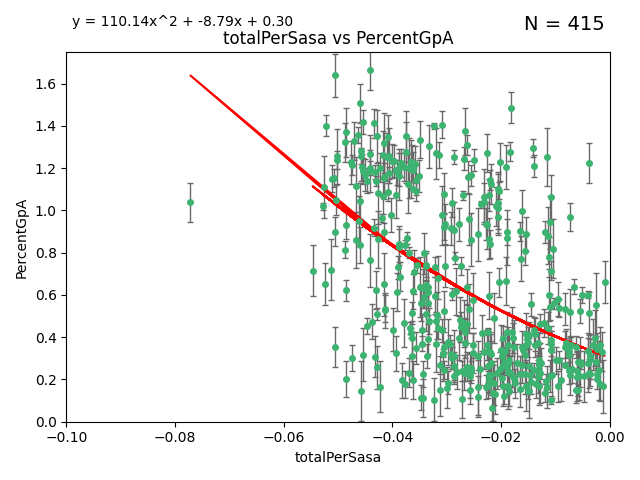 y = 110.14x^2 + -8.79x + 0.30
N = 415
totalPerSasa vs PercentGpA
PercentGpA
1.6
1.4
1.2
1.0
0.8
0.6
0.4
0.2
0.0
−0.10 −0.08 −0.06 −0.04 −0.02 0.00
totalPerSasa